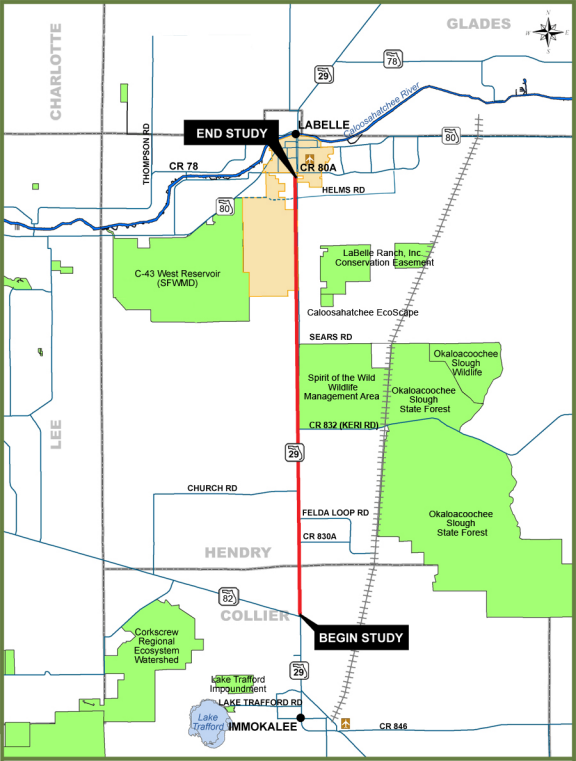 GLADES
CHARLOTTE
N
W
E
S
78
29
Caloosahatchee River
LABELLE
END STUDY
80
THOMPSON RD
CR 78
CR 80A
HELMS RD
80
LaBelle Ranch, Inc.
Conservation Easement
C-43 West Reservoir
(SFWMD)
Caloosahatchee EcoScape
SEARS RD
Okaloacoochee
Slough
Wildlife
Spirit of the Wild
Wildlife
Management Area
Okaloacoochee
Slough
State Forest
LEE
CR 832 (KERI RD)
29
CHURCH RD
FELDA LOOP RD
Okaloacoochee
Slough
State Forest
CR 830A
HENDRY
82
COLLIER
BEGIN STUDY
Corkscrew
Regional
Ecosystem
Watershed
29
Lake Trafford
Impoundment
LAKE TRAFFORD RD
Lake
Trafford
IMMOKALEE
CR 846